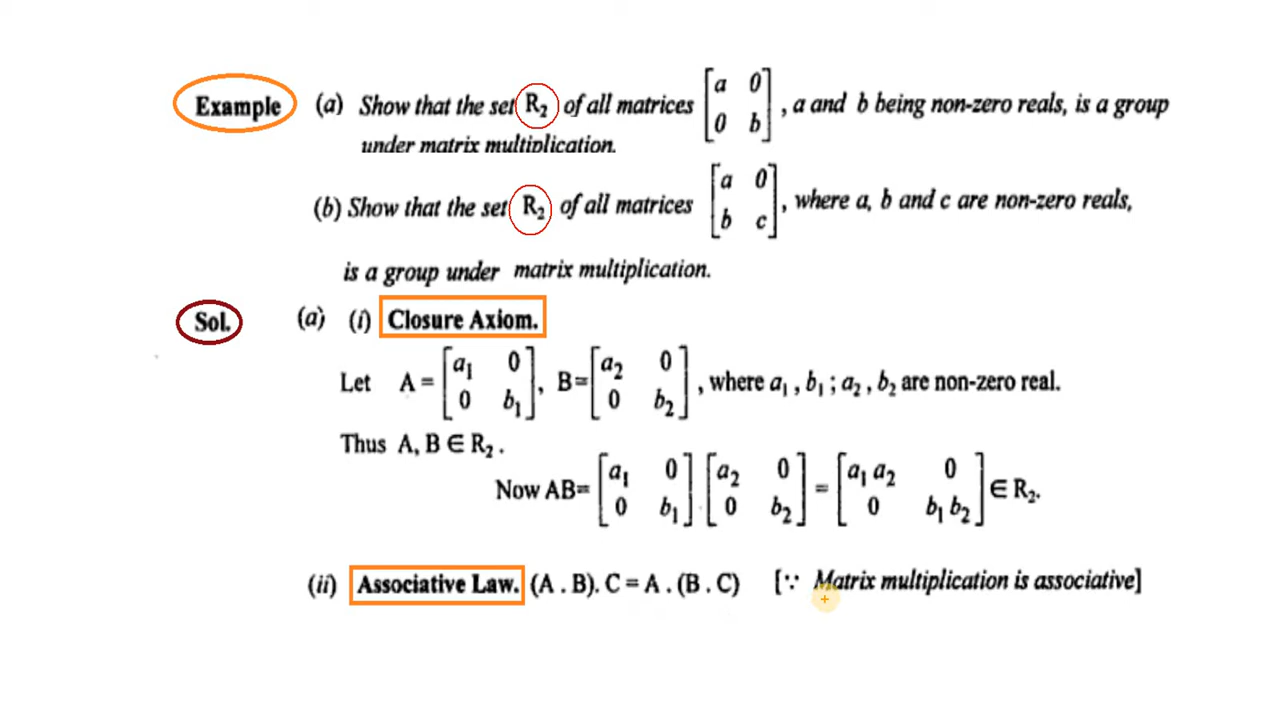 Example (a) Show that the set R₂ of all matrices [a 0; 0 b], a and b being non-zero reals, is a group
under matrix multiplication.
(b) Show that the set R₂ of all matrices [a 0; b c], where a, b and c are non-zero reals,
is a group under matrix multiplication.
Sol. (a) (i) Closure Axiom.
Let A = [a₁ 0; 0 b₁], B = [a₂ 0; 0 b₂], where a₁, b₁; a₂, b₂ are non-zero real.
Thus A, B ∈ R₂.
Now AB = [a₁ 0; 0 b₁] [a₂ 0; 0 b₂] = [a₁ a₂ 0; 0 b₁ b₂] ∈ R₂.
(ii) Associative Law. (A . B). C = A . (B . C) [∵ Matrix multiplication is associative]